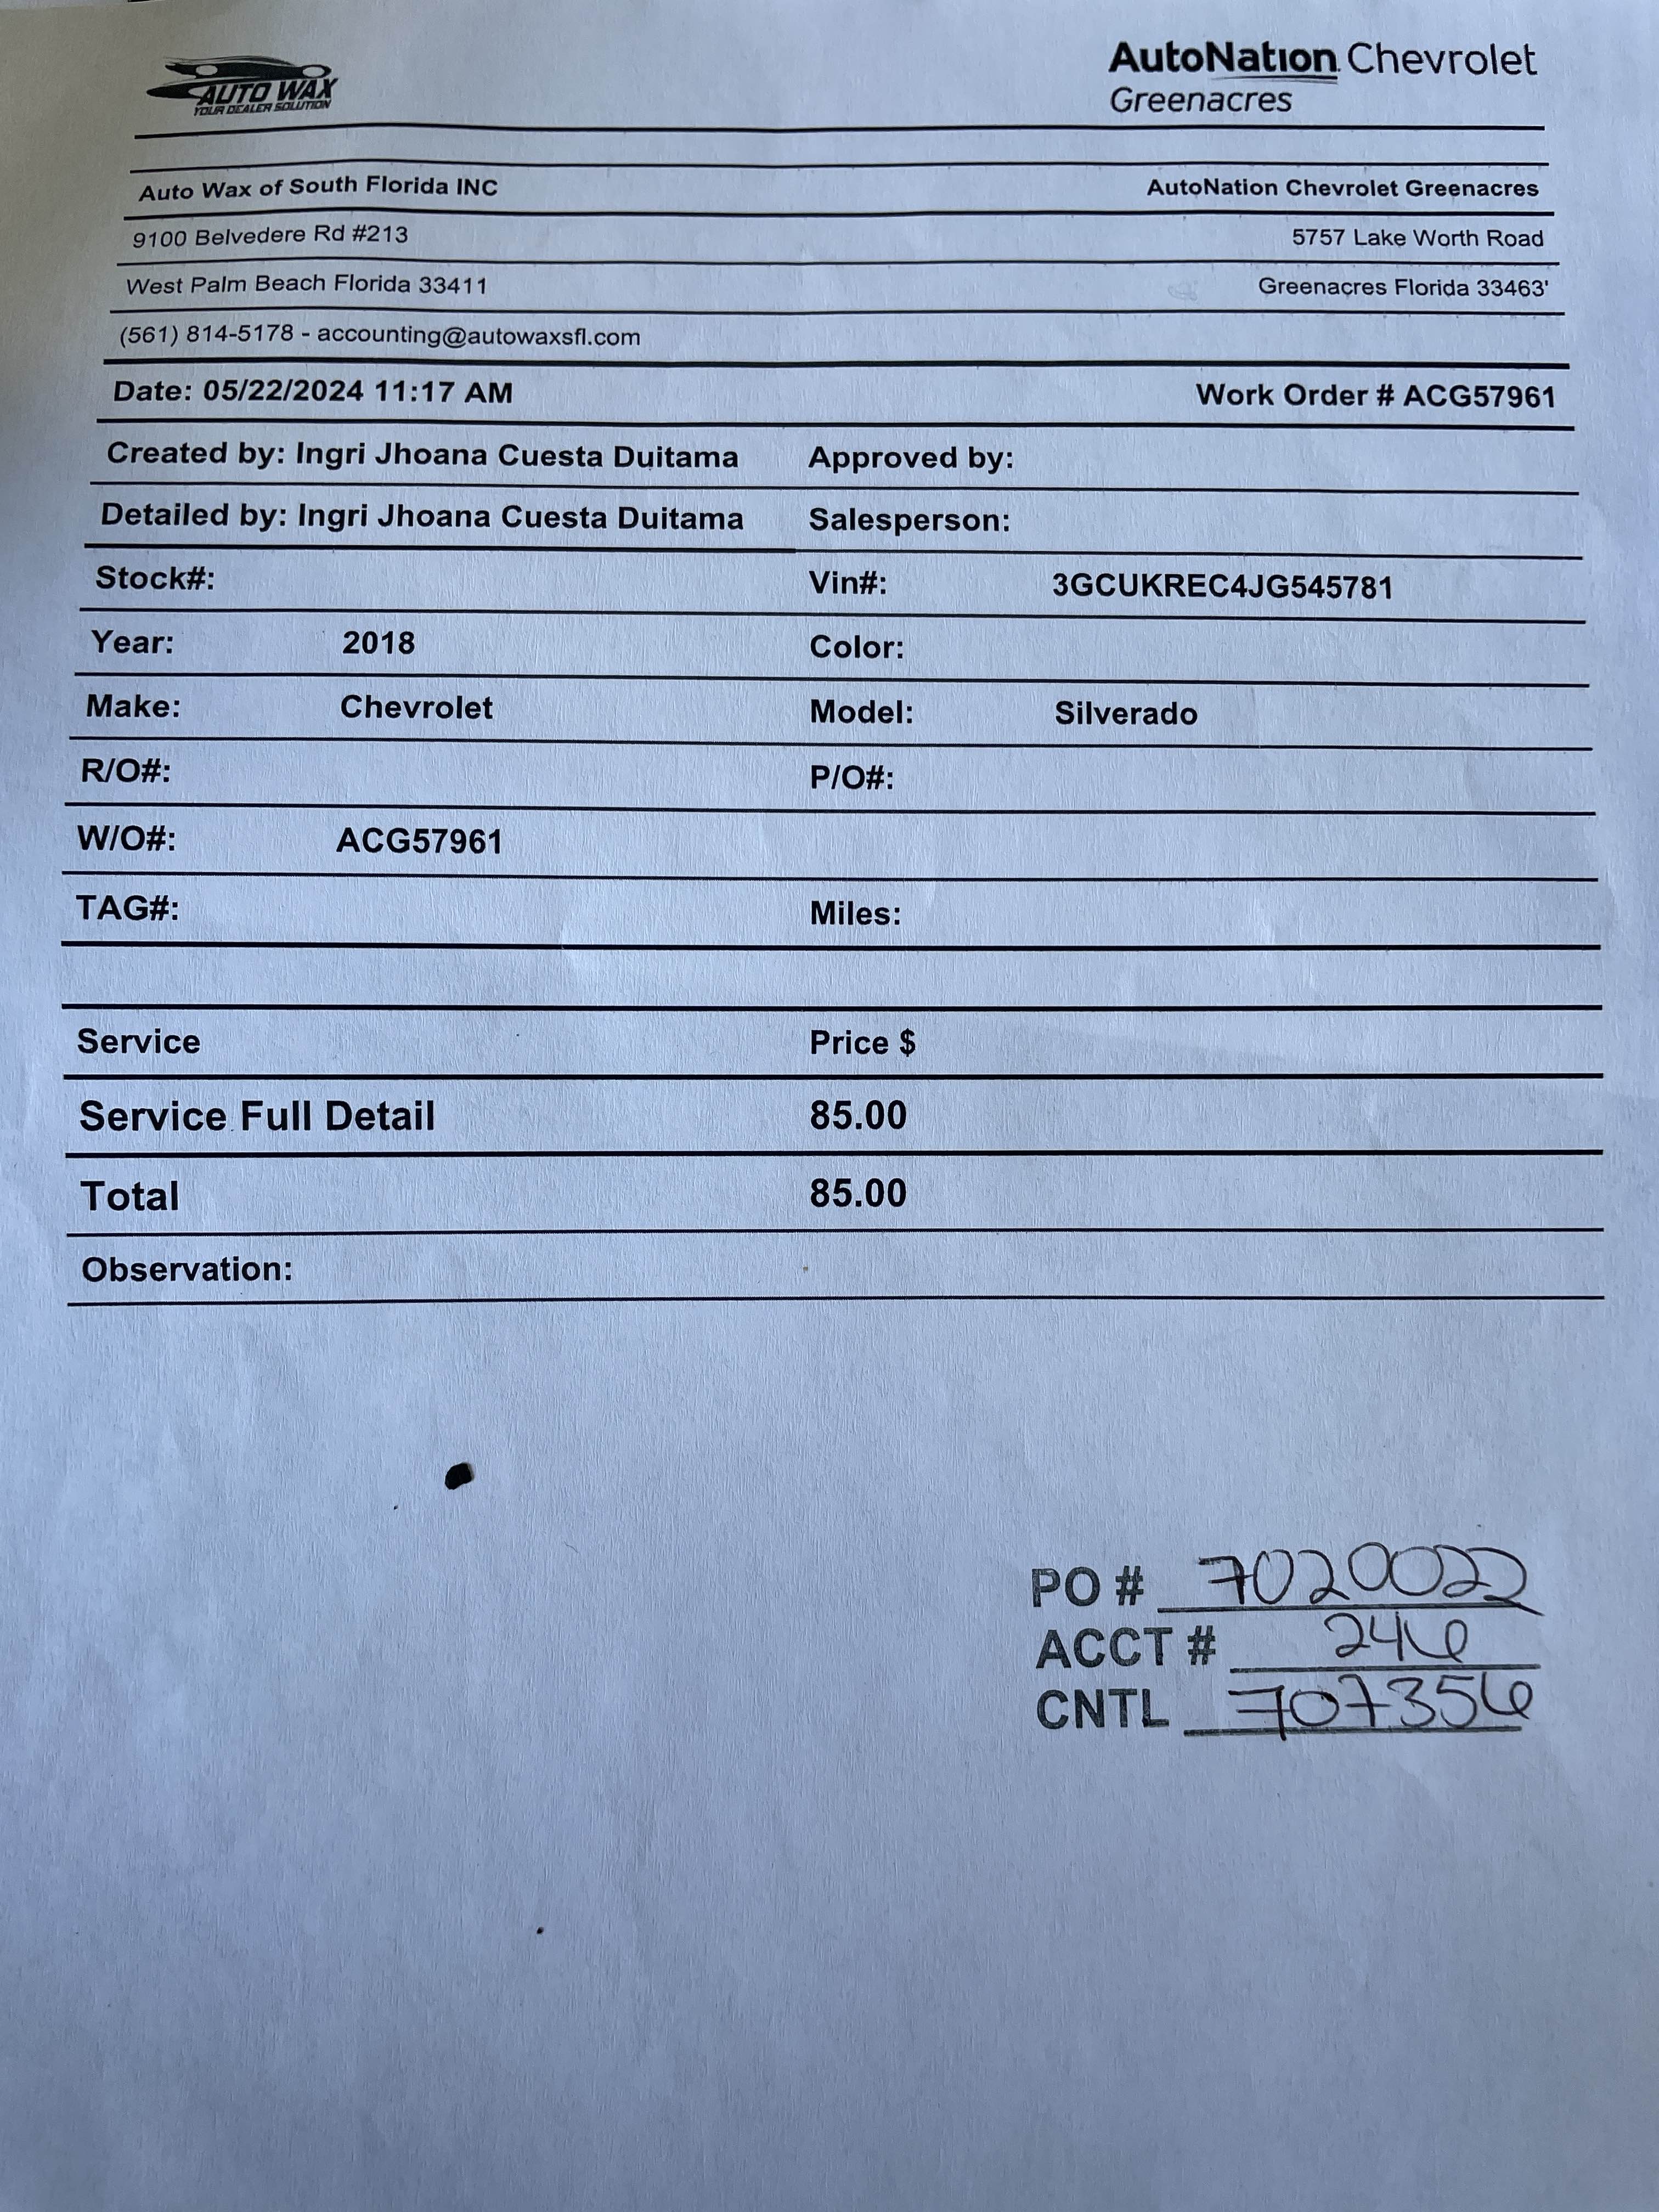 AUTO WAX
YOUR DEALER SOLUTION
AutoNation Chevrolet
Greenacres
Auto Wax of South Florida INC AutoNation Chevrolet Greenacres
9100 Belvedere Rd #213 5757 Lake Worth Road
West Palm Beach Florida 33411 Greenacres Florida 33463'
(561) 814-5178 - accounting@autowaxsfl.com
Date: 05/22/2024 11:17 AM Work Order # ACG57961
Created by: Ingri Jhoana Cuesta Duitama Approved by:
Detailed by: Ingri Jhoana Cuesta Duitama Salesperson:
Stock#: Vin#: 3GCUKREC4JG545781
Year: 2018 Color:
Make: Chevrolet Model: Silverado
R/O#: P/O#:
W/O#: ACG57961
TAG#: Miles:
Service Price $
Service Full Detail 85.00
Total 85.00
Observation:
PO # 7020022
ACCT # 246
CNTL 707356